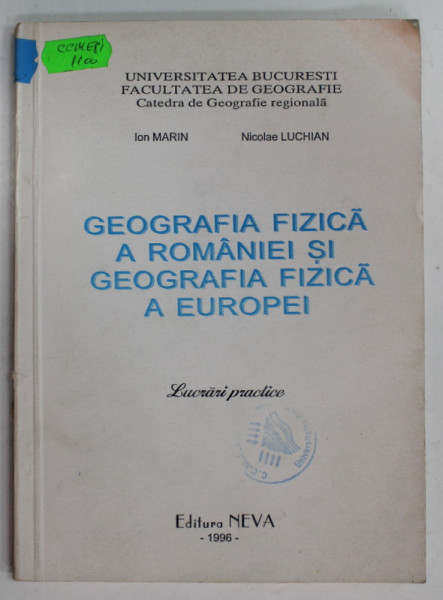 UNIVERSITATEA BUCURESTI
FACULTATEA DE GEOGRAFIE
Catedra de Geografie regională
Ion MARIN Nicolae LUCHIAN
GEOGRAFIA FIZICĂ
A ROMÂNIEI ŞI
GEOGRAFIA FIZICĂ
A EUROPEI
Lucrări practice
Editura NEVA
- 1996 -